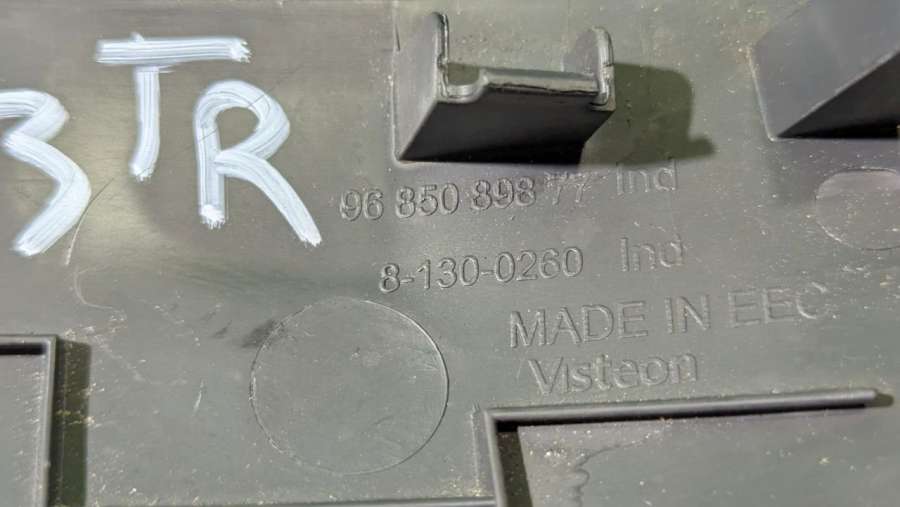 3TR
96 850 898 77 Ind
8-130-0260 Ind
MADE IN EEC
Visteon